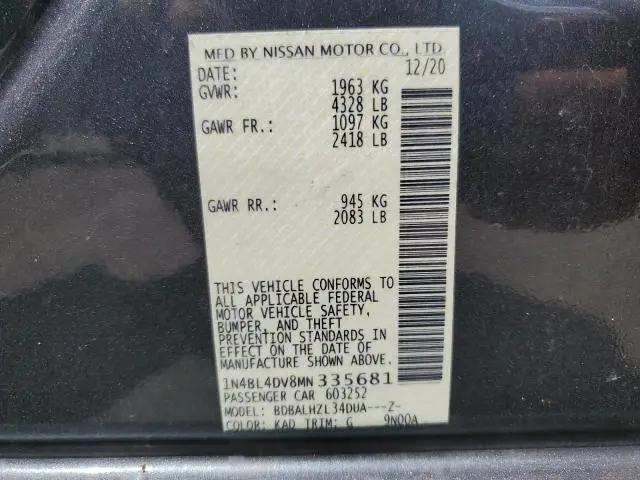 MFD BY NISSAN MOTOR CO., LTD
DATE: 12/20
GVWR: 1963 KG
4328 LB
GAWR FR.: 1097 KG
2418 LB
GAWR RR.: 945 KG
2083 LB
THIS VEHICLE CONFORMS TO
ALL APPLICABLE FEDERAL
MOTOR VEHICLE SAFETY,
BUMPER, AND THEFT
PREVENTION STANDARDS IN
EFFECT ON THE DATE OF
MANUFACTURE SHOWN ABOVE.
1N4BL4DV8MN335681
PASSENGER CAR 603252
MODEL: BDBALHZL34DUA---Z-
COLOR: KAD TRIM: G 9N00A